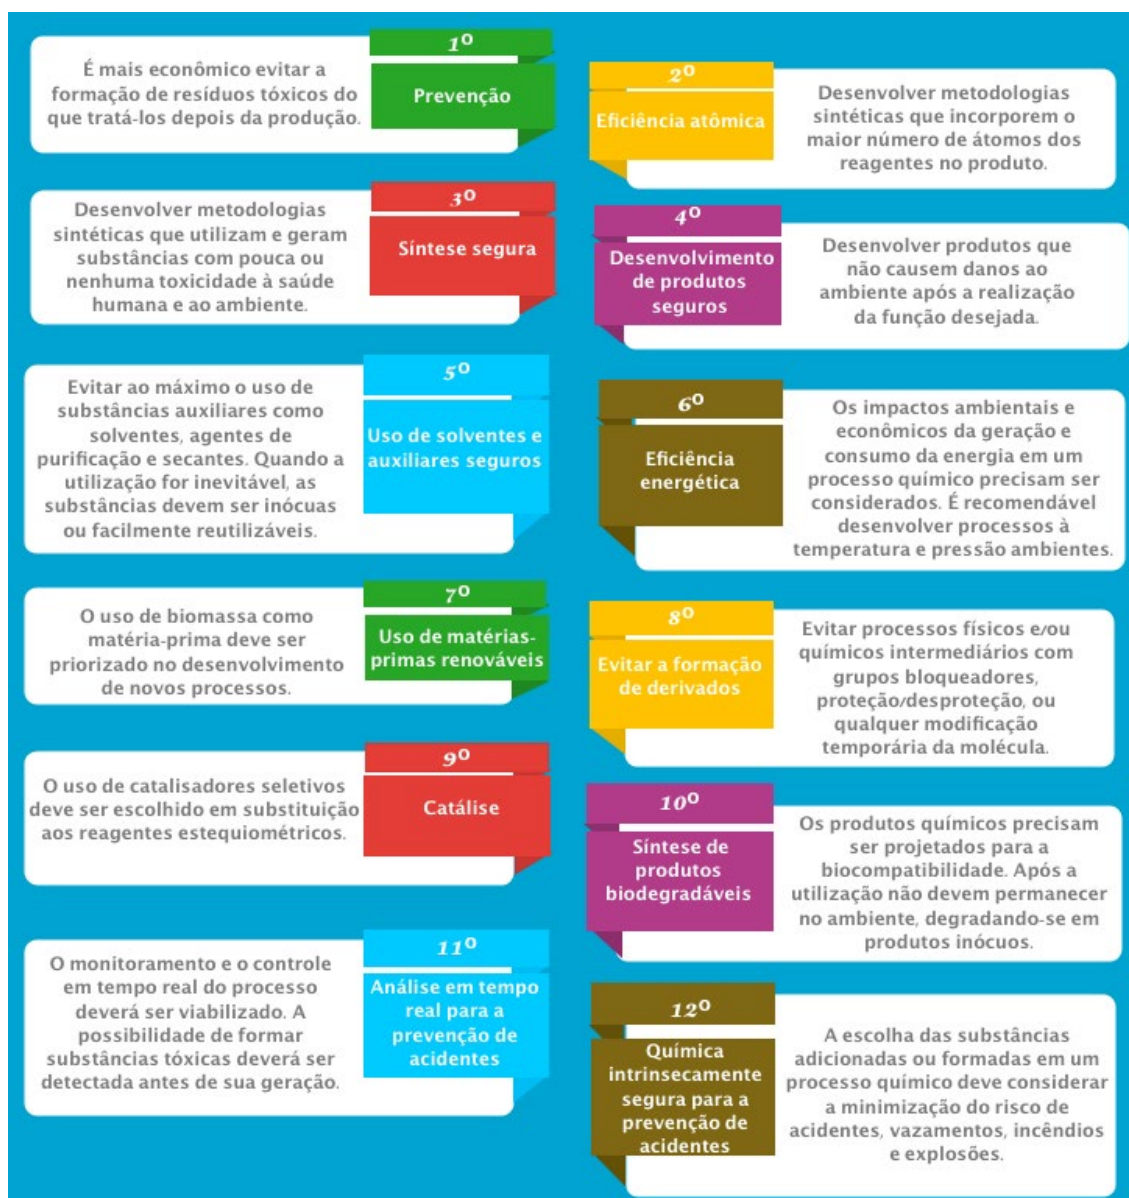 1º
Prevenção
É mais econômico evitar a
formação de resíduos tóxicos do
que tratá-los depois da produção.
2º
Eficiência atômica
Desenvolver metodologias
sintéticas que incorporem o
maior número de átomos dos
reagentes no produto.
3º
Síntese segura
Desenvolver metodologias
sintéticas que utilizam e geram
substâncias com pouca ou
nenhuma toxicidade à saúde
humana e ao ambiente.
4º
Desenvolvimento
de produtos
seguros
Desenvolver produtos que
não causem danos ao
ambiente após a realização
da função desejada.
5º
Uso de solventes e
auxiliares seguros
Evitar ao máximo o uso de
substâncias auxiliares como
solventes, agentes de
purificação e secantes. Quando a
utilização for inevitável, as
substâncias devem ser inócuas
ou facilmente reutilizáveis.
6º
Eficiência
energética
Os impactos ambientais e
econômicos da geração e
consumo da energia em um
processo químico precisam ser
considerados. É recomendável
desenvolver processos à
temperatura e pressão ambientes.
7º
Uso de matérias-
primas renováveis
O uso de biomassa como
matéria-prima deve ser
priorizado no desenvolvimento
de novos processos.
8º
Evitar a formação
de derivados
Evitar processos físicos e/ou
químicos intermediários com
grupos bloqueadores,
proteção/desproteção, ou
qualquer modificação
temporária da molécula.
9º
Catálise
O uso de catalisadores seletivos
deve ser escolhido em substituição
aos reagentes estequiométricos.
10º
Síntese de
produtos
biodegradáveis
Os produtos químicos precisam
ser projetados para a
biocompatibilidade. Após a
utilização não devem permanecer
no ambiente, degradando-se em
produtos inócuos.
11º
Análise em tempo
real para a
prevenção de
acidentes
O monitoramento e o controle
em tempo real do processo
deverá ser viabilizado. A
possibilidade de formar
substâncias tóxicas deverá ser
detectada antes de sua geração.
12º
Química
intrinsecamente
segura para a
prevenção de
acidentes
A escolha das substâncias
adicionadas ou formadas em um
processo químico deve considerar
a minimização do risco de
acidentes, vazamentos, incêndios
e explosões.